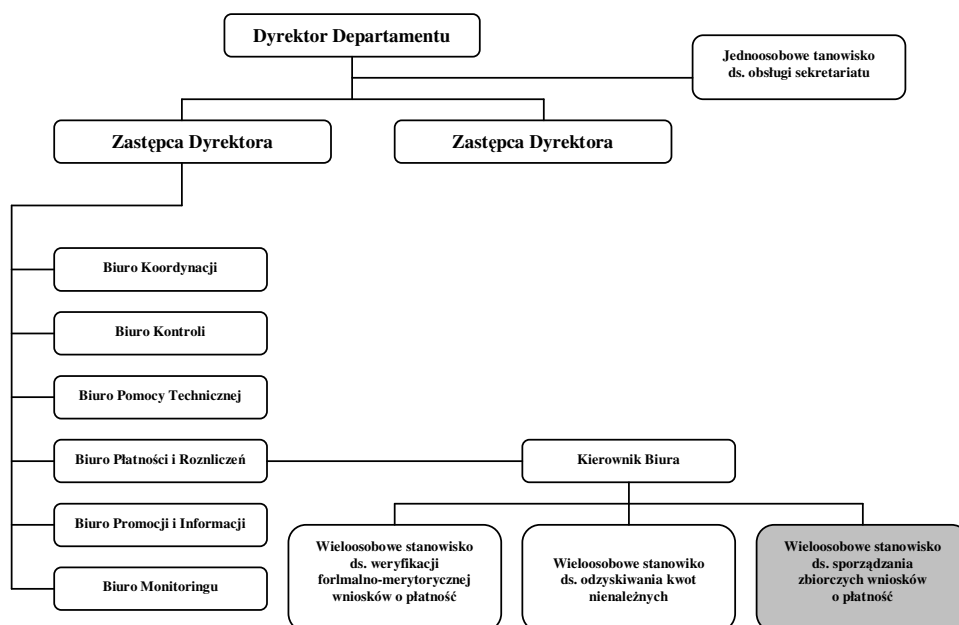 Dyrektor Departamentu
Jednoosobowe tanowisko
ds. obsługi sekretariatu
Zastępca Dyrektora
Zastępca Dyrektora
Biuro Koordynacji
Biuro Kontroli
Biuro Pomocy Technicznej
Biuro Płatności i Roznliczeń
Kierownik Biura
Biuro Promocji i Informacji
Biuro Monitoringu
Wieloosobowe stanowisko
ds. weryfikacji
forlmalno-merytorycznej
wniosków o płatność
Wieloosobowe stanowiko
ds. odzyskiwania kwot
nienależnych
Wieloosobowe stanowisko
ds. sporządzania
zbiorczych wniosków
o płatność